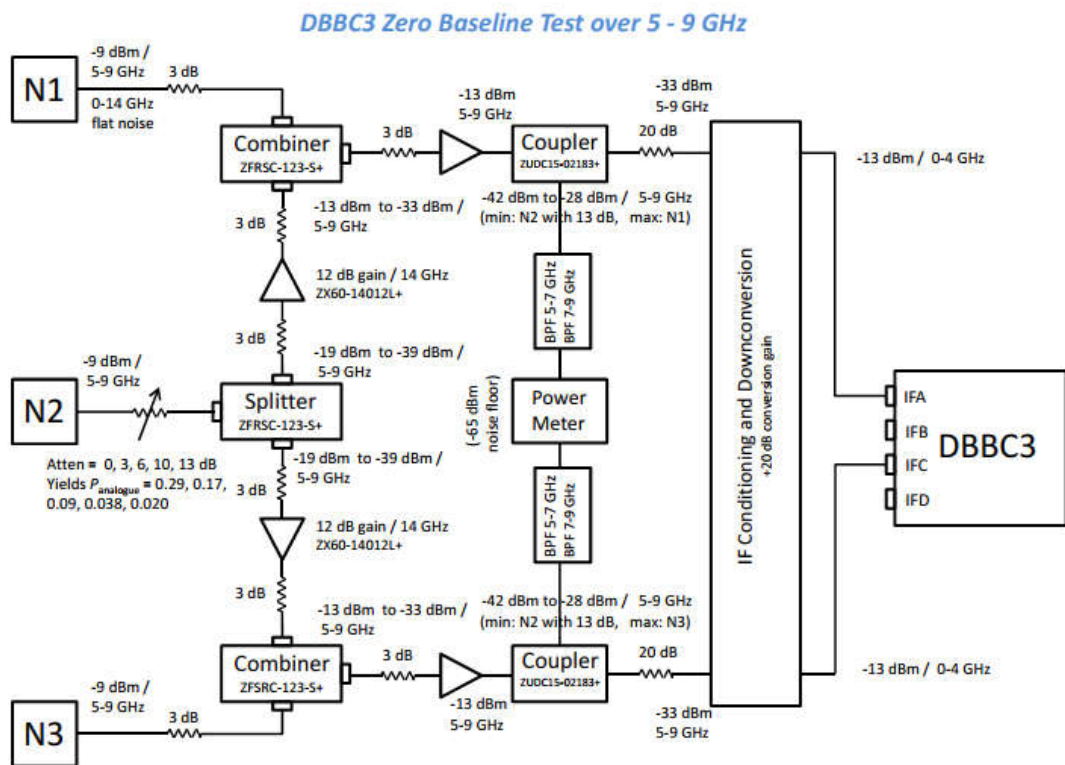 DBBC3 Zero Baseline Test over 5 - 9 GHz
N1
-9 dBm /
5-9 GHz
0-14 GHz
flat noise
3 dB
Combiner
ZFRSC-123-S+
3 dB
-13 dBm
5-9 GHz
Coupler
ZUDC15-02183+
20 dB
-33 dBm
5-9 GHz
-13 dBm / 0-4 GHz
-13 dBm to -33 dBm /
5-9 GHz
-42 dBm to -28 dBm / 5-9 GHz
(min: N2 with 13 dB, max: N1)
3 dB
12 dB gain / 14 GHz
ZX60-14012L+
BPF 5-7 GHz
BPF 7-9 GHz
3 dB
-19 dBm to -39 dBm /
5-9 GHz
N2
-9 dBm /
5-9 GHz
Splitter
ZFRSC-123-S+
(-65 dBm
noise floor)
Power
Meter
IF Conditioning and Downconversion
+20 dB conversion gain
IFA
IFB
IFC
IFD
DBBC3
Atten = 0, 3, 6, 10, 13 dB
Yields Panalogue = 0.29, 0.17,
0.09, 0.038, 0.020
-19 dBm to -39 dBm /
5-9 GHz
3 dB
12 dB gain / 14 GHz
ZX60-14012L+
BPF 5-7 GHz
BPF 7-9 GHz
3 dB
-13 dBm to -33 dBm /
5-9 GHz
-42 dBm to -28 dBm / 5-9 GHz
(min: N2 with 13 dB, max: N3)
Combiner
ZFSRC-123-S+
3 dB
-13 dBm
5-9 GHz
Coupler
ZUDC15-02183+
20 dB
-33 dBm
5-9 GHz
-13 dBm / 0-4 GHz
N3
-9 dBm /
5-9 GHz
3 dB